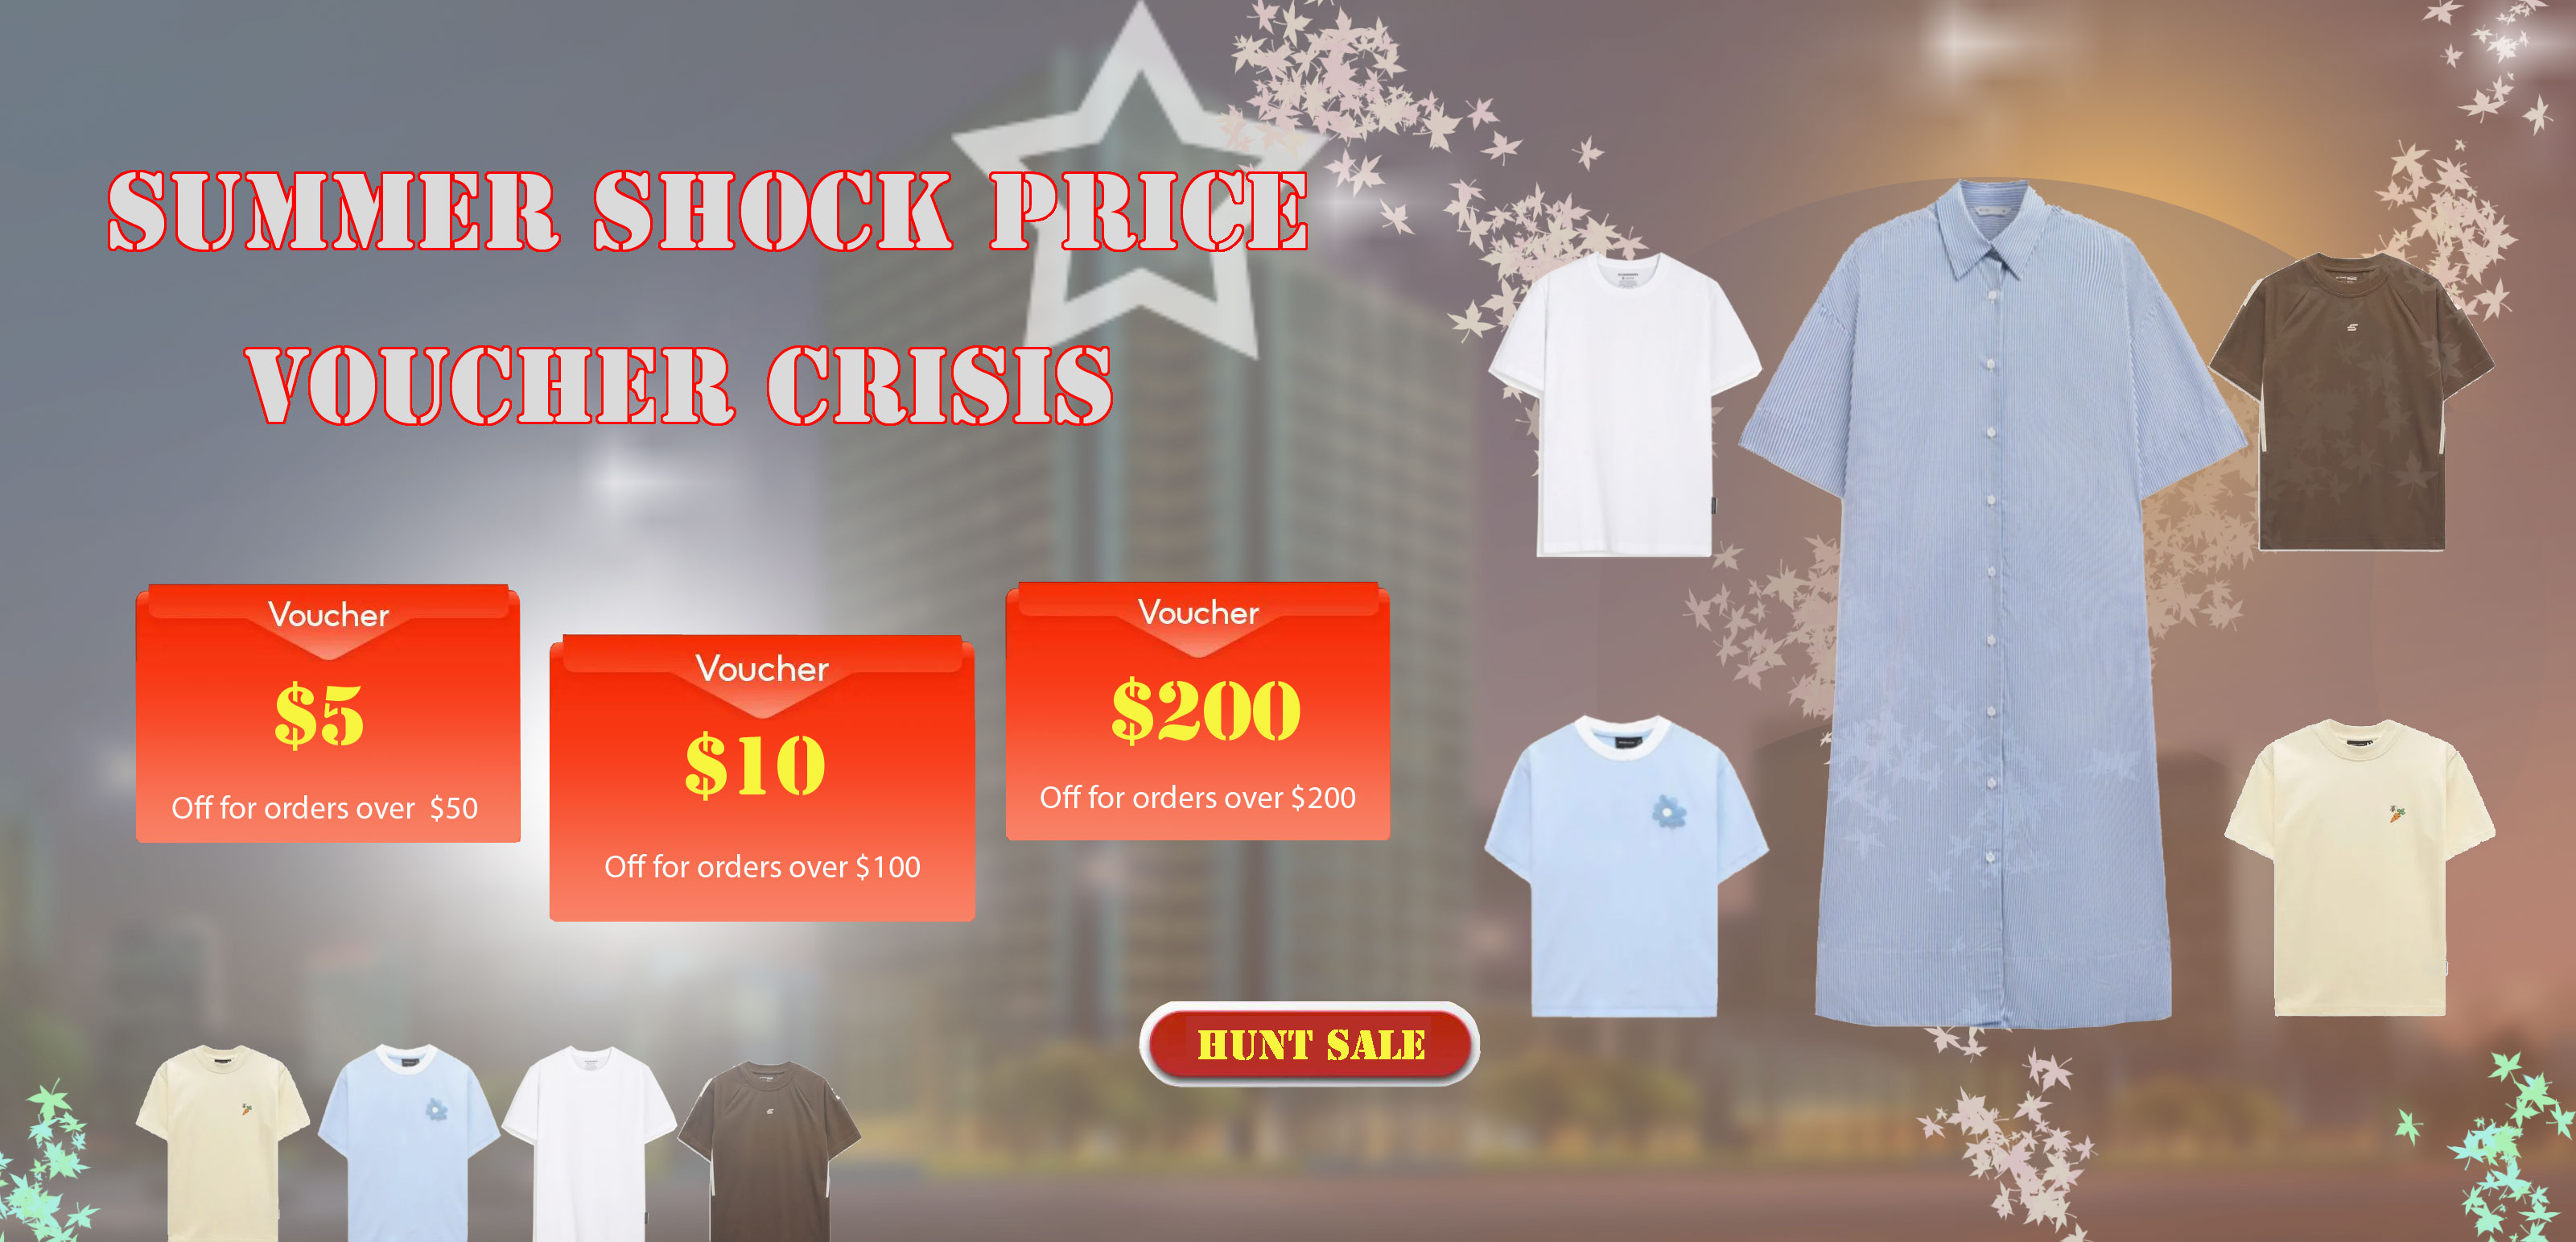 SUMMER SHOCK PRICE
VOUCHER CRISIS
Voucher
$5
Off for orders over $50
Voucher
$10
Off for orders over $100
Voucher
$200
Off for orders over $200
HUNT SALE